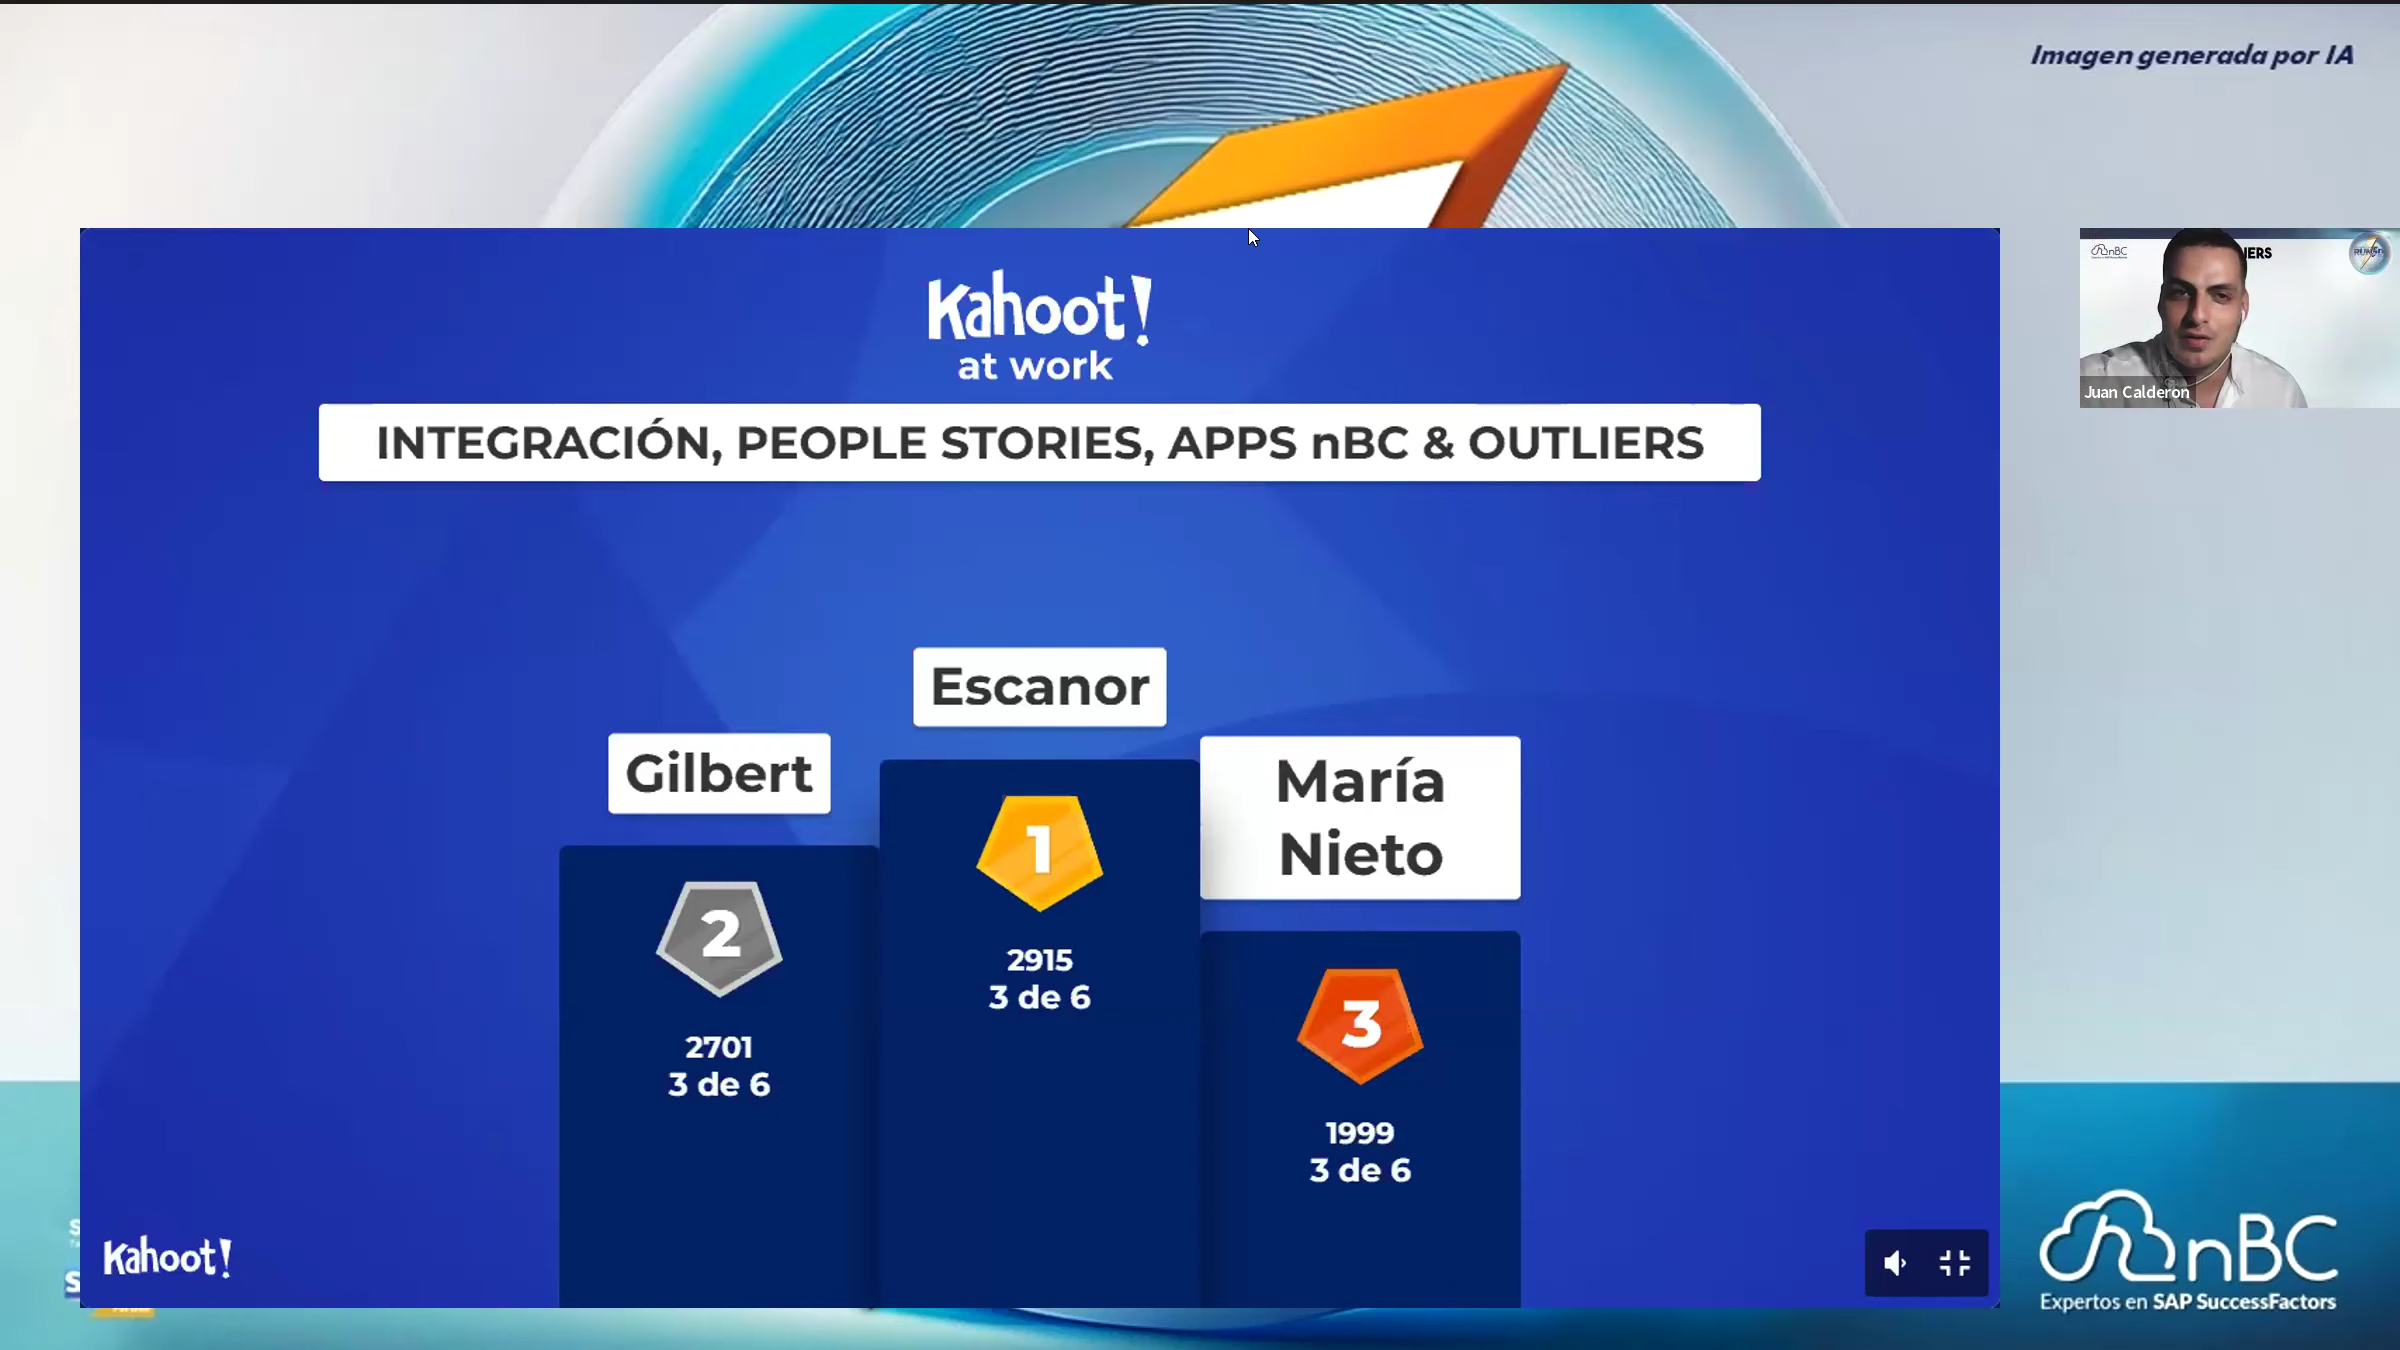 Imagen generada por IA
Kahoot!
at work
INTEGRACIÓN, PEOPLE STORIES, APPS nBC & OUTLIERS
nBC
IERS
Juan Calderon
Escanor
Gilbert
María
Nieto
1
2915
3 de 6
2
2701
3 de 6
3
1999
3 de 6
Kahoot!
nBC
Expertos en SAP SuccessFactors